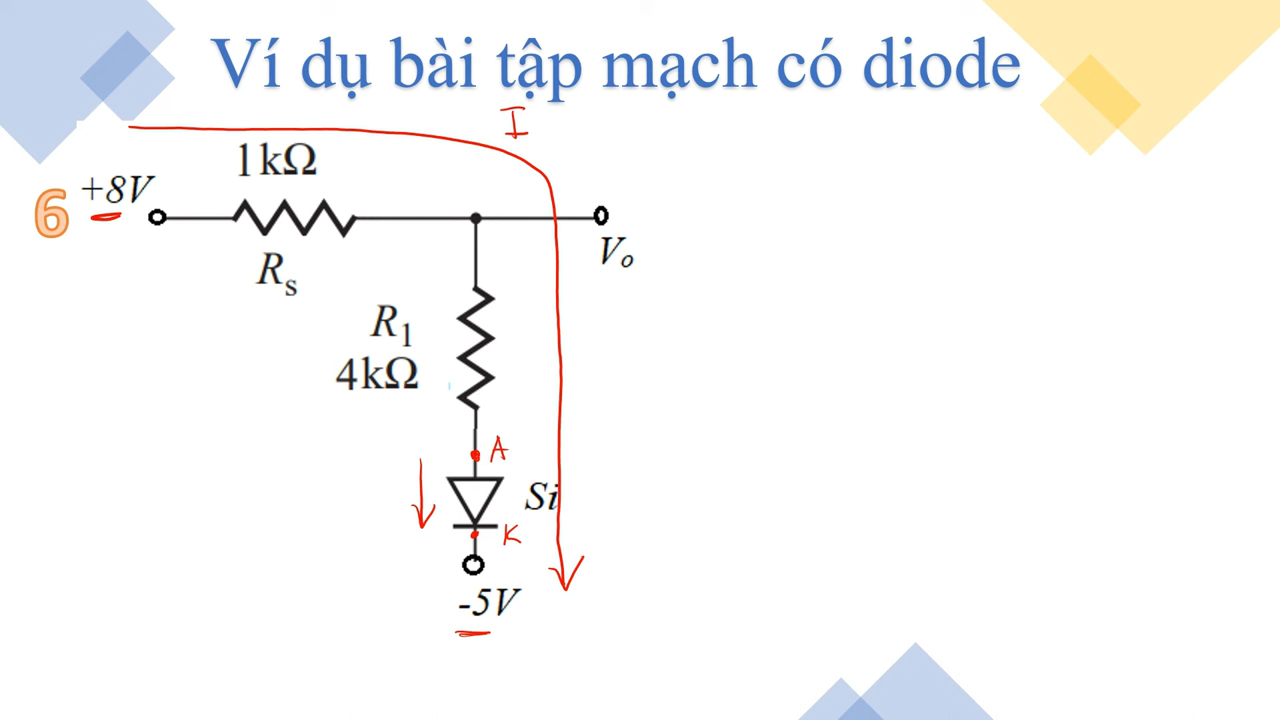 Ví dụ bài tập mạch có diode
I
1kΩ
6
+8V
Rs
Vo
R1
4kΩ
A
Si
K
-5V